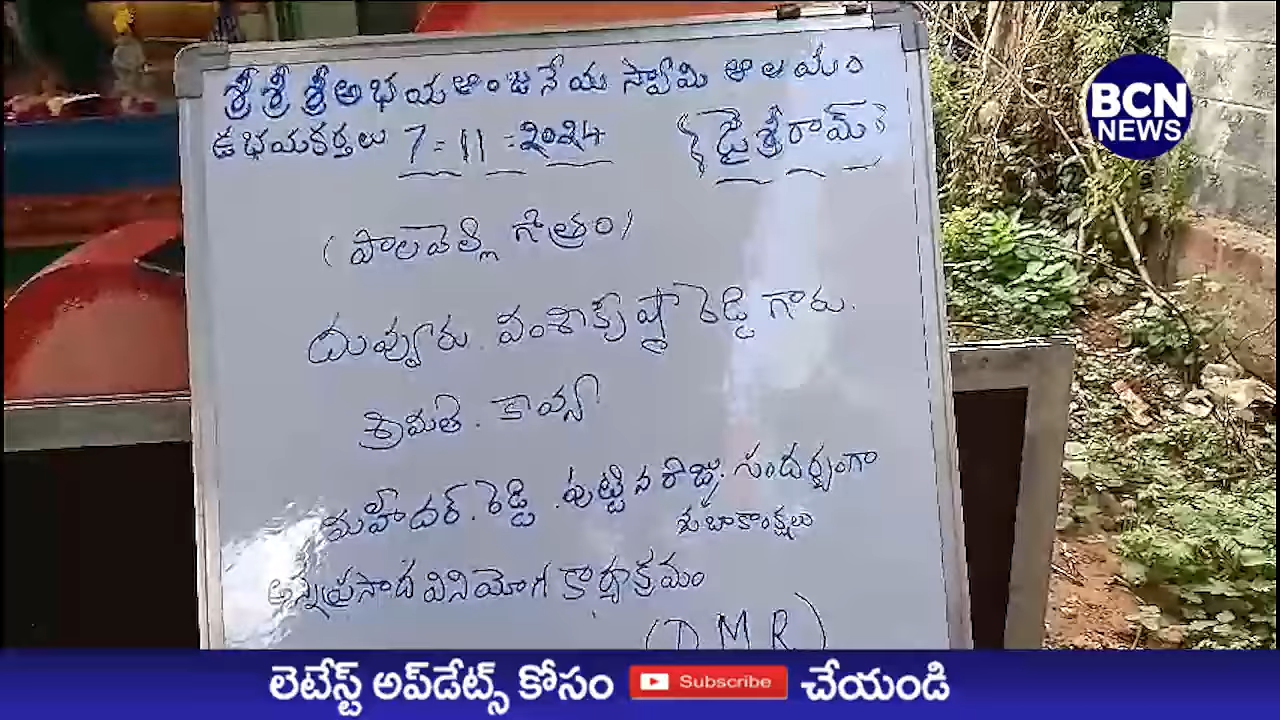 శ్రీ శ్రీ శ్రీ అభయ ఆంజనేయ స్వామి ఆలయం
ఉభయకర్తలు 7=11=2024 {జైశ్రీరామ్}
(పాలవెల్లి గోత్రం)
దువ్వూరు. వంశీకృష్ణా రెడ్డి గారు.
శ్రీమతి. కావ్య
మహీదర్. రెడ్డి. పుట్టిన రోజు. సందర్భంగా
శుభాకాంక్షలు
అన్నప్రసాద వినియోగ కార్యక్రమం
(D.M.R)
BCN
NEWS
లెటేస్ట్ అప్‌డేట్స్ కోసం Subscribe చేయండి